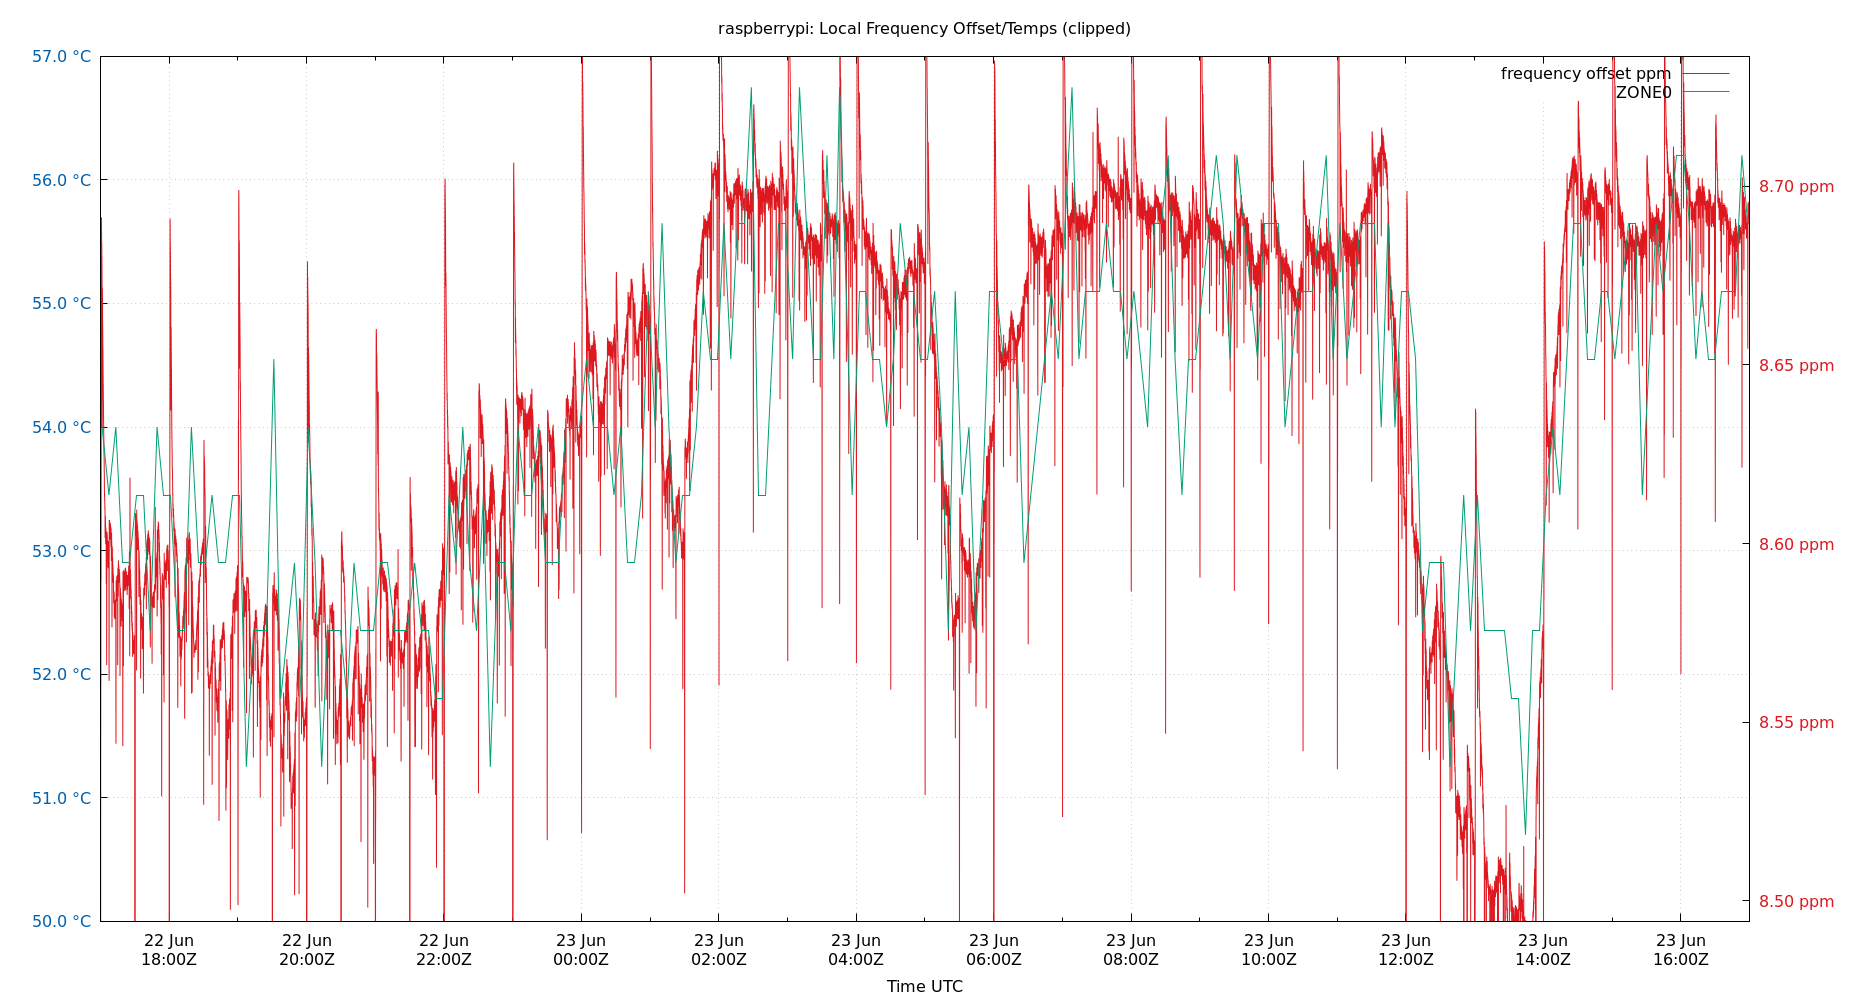 raspberrypi: Local Frequency Offset/Temps (clipped)
57.0 °C
56.0 °C
55.0 °C
54.0 °C
53.0 °C
52.0 °C
51.0 °C
50.0 °C
frequency offset ppm
ZONE0
8.70 ppm
8.65 ppm
8.60 ppm
8.55 ppm
8.50 ppm
22 Jun 22 Jun 22 Jun 23 Jun 23 Jun 23 Jun 23 Jun 23 Jun 23 Jun 23 Jun 23 Jun 23 Jun
18:00Z 20:00Z 22:00Z 00:00Z 02:00Z 04:00Z 06:00Z 08:00Z 10:00Z 12:00Z 14:00Z 16:00Z
Time UTC